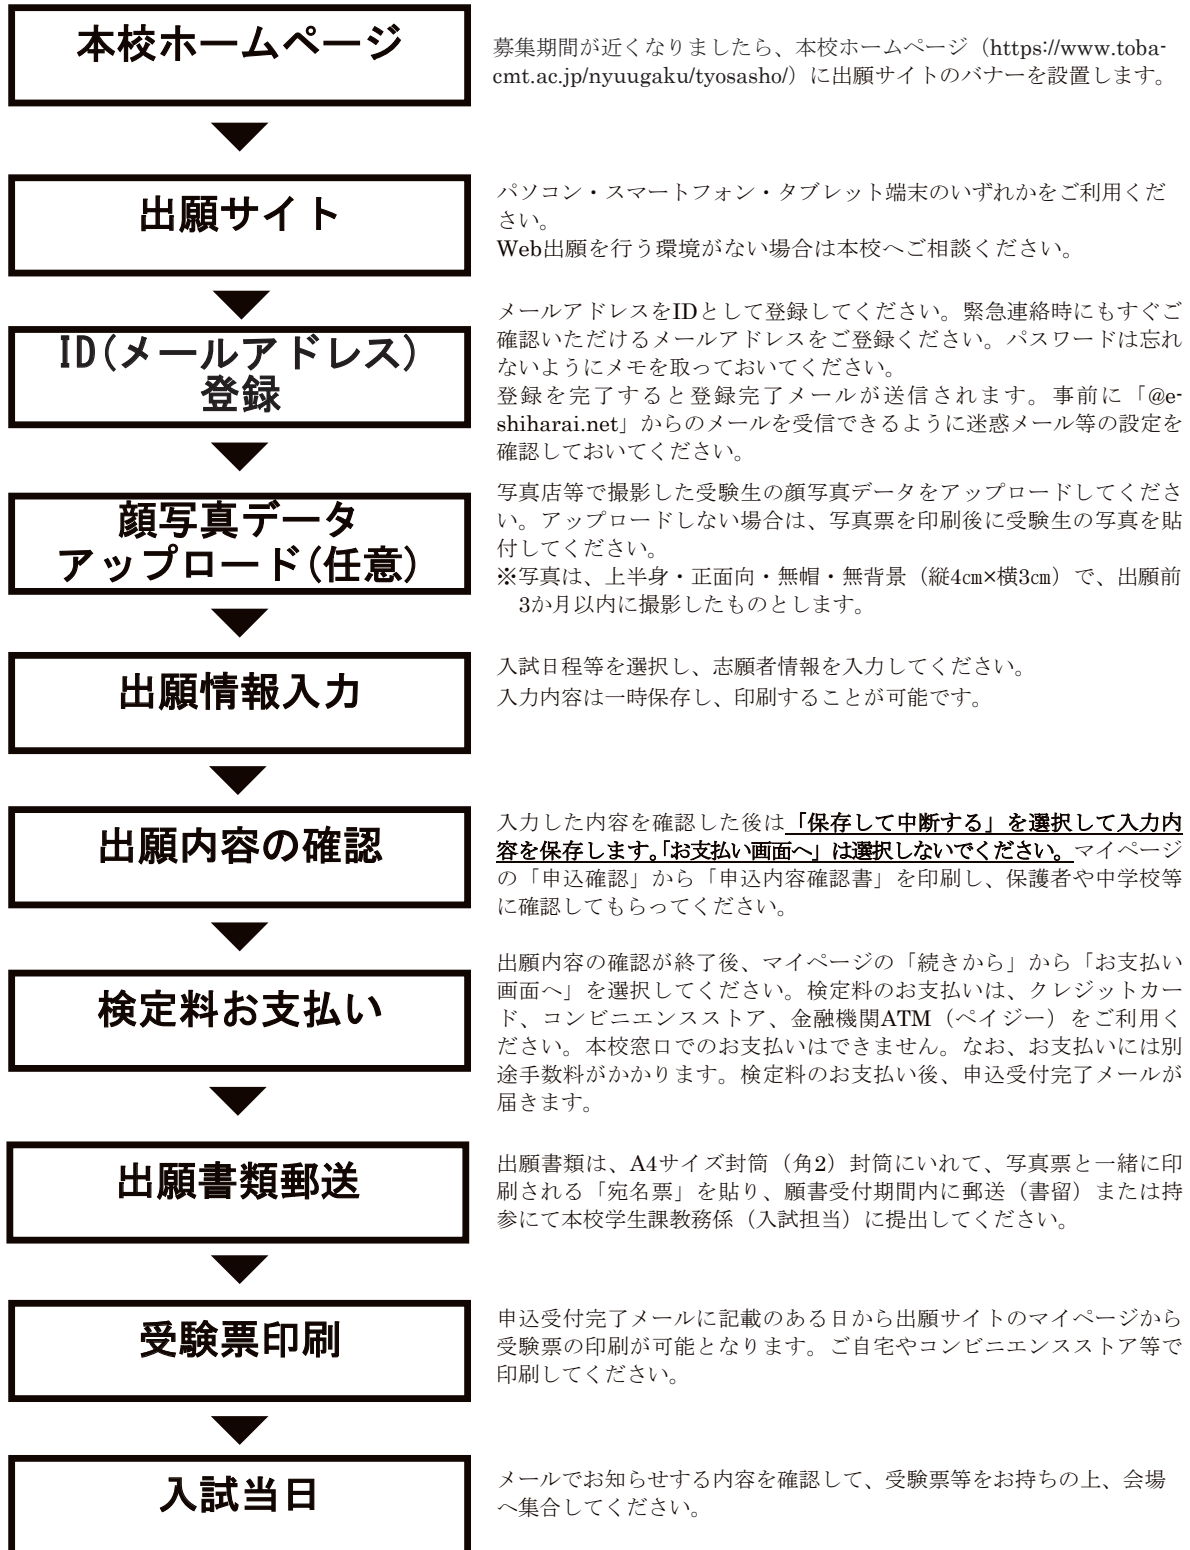 本校ホームページ
募集期間が近くなりましたら、本校ホームページ（https://www.toba-
cmt.ac.jp/nyuugaku/tyosasho/）に出願サイトのバナーを設置します。
出願サイト
パソコン・スマートフォン・タブレット端末のいずれかをご利用くだ
さい。
Web出願を行う環境がない場合は本校へご相談ください。
ID(メールアドレス)
登録
メールアドレスをIDとして登録してください。緊急連絡時にもすぐご
確認いただけるメールアドレスをご登録ください。パスワードは忘れ
ないようにメモを取っておいてください。
登録を完了すると登録完了メールが送信されます。事前に「@e-
shiharai.net」からのメールを受信できるように迷惑メール等の設定を
確認しておいてください。
顔写真データ
アップロード(任意)
写真店等で撮影した受験生の顔写真データをアップロードしてくださ
い。アップロードしない場合は、写真票を印刷後に受験生の写真を貼
付してください。
※写真は、上半身・正面向・無帽・無背景（縦4㎝×横3㎝）で、出願前
3か月以内に撮影したものとします。
出願情報入力
入試日程等を選択し、志願者情報を入力してください。
入力内容は一時保存し、印刷することが可能です。
出願内容の確認
入力した内容を確認した後は「保存して中断する」を選択して入力内
容を保存します。「お支払い画面へ」は選択しないでください。マイページ
の「申込確認」から「申込内容確認書」を印刷し、保護者や中学校等
に確認してもらってください。
検定料お支払い
出願内容の確認が終了後、マイページの「続きから」から「お支払い
画面へ」を選択してください。検定料のお支払いは、クレジットカー
ド、コンビニエンスストア、金融機関ATM（ペイジー）をご利用く
ださい。本校窓口でのお支払いはできません。なお、お支払いには別
途手数料がかかります。検定料のお支払い後、申込受付完了メールが
届きます。
出願書類郵送
出願書類は、A4サイズ封筒（角2）封筒にいれて、写真票と一緒に印
刷される「宛名票」を貼り、願書受付期間内に郵送（書留）または持
参にて本校学生課教務係（入試担当）に提出してください。
受験票印刷
申込受付完了メールに記載のある日から出願サイトのマイページから
受験票の印刷が可能となります。ご自宅やコンビニエンスストア等で
印刷してください。
入試当日
メールでお知らせする内容を確認して、受験票等をお持ちの上、会場
へ集合してください。